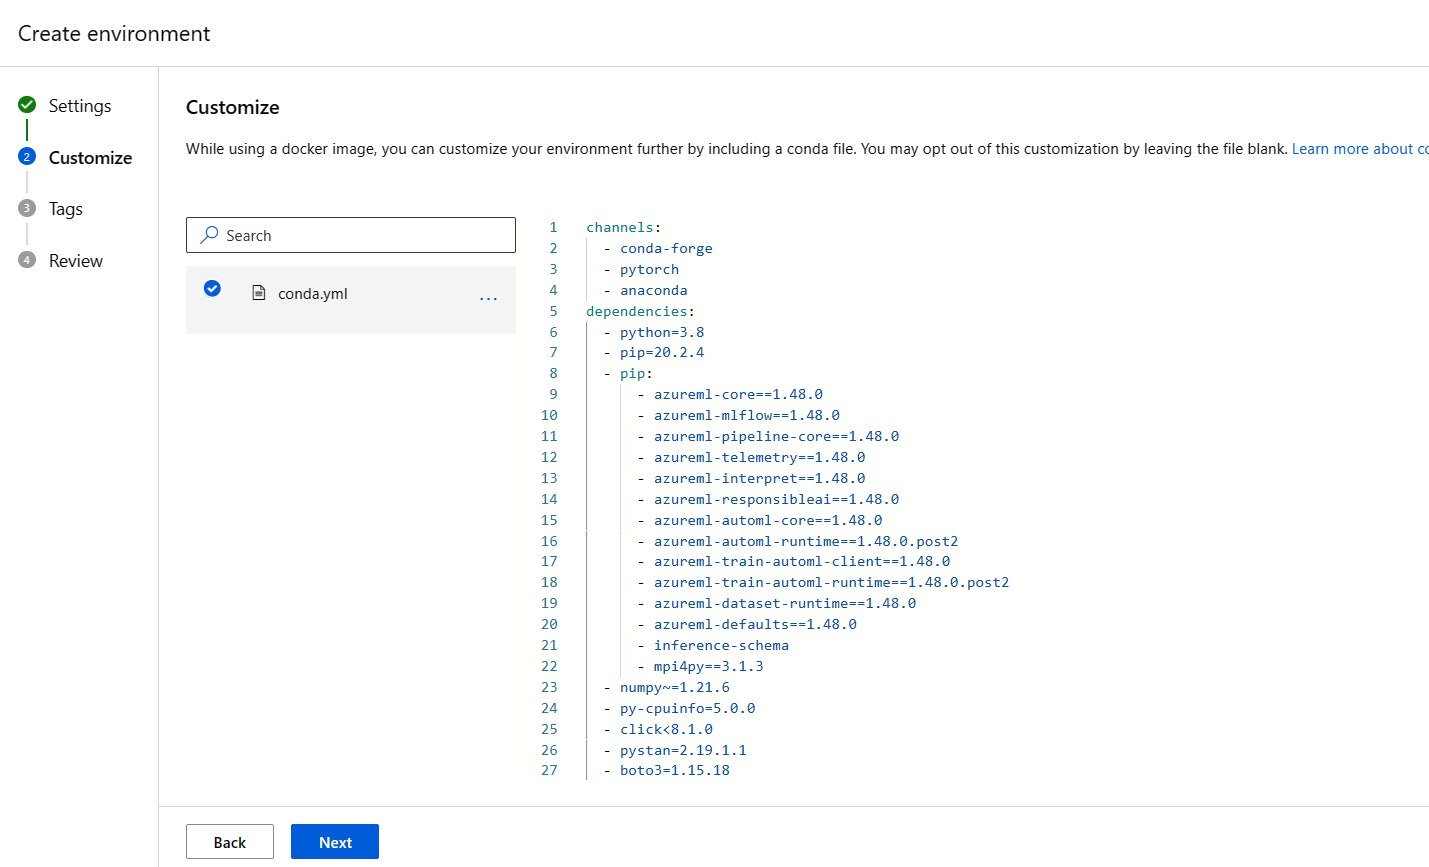 Create environment
Settings
2 Customize
3 Tags
4 Review
Customize
While using a docker image, you can customize your environment further by including a conda file. You may opt out of this customization by leaving the file blank. Learn more about
Search
conda.yml
...
1 channels:
2 - conda-forge
3 - pytorch
4 - anaconda
5 dependencies:
6 - python=3.8
7 - pip=20.2.4
8 - pip:
9 - azureml-core==1.48.0
10 - azureml-mlflow==1.48.0
11 - azureml-pipeline-core==1.48.0
12 - azureml-telemetry==1.48.0
13 - azureml-interpret==1.48.0
14 - azureml-responsibleai==1.48.0
15 - azureml-automl-core==1.48.0
16 - azureml-automl-runtime==1.48.0.post2
17 - azureml-train-automl-client==1.48.0
18 - azureml-train-automl-runtime==1.48.0.post2
19 - azureml-dataset-runtime==1.48.0
20 - azureml-defaults==1.48.0
21 - inference-schema
22 - mpi4py==3.1.3
23 - numpy~=1.21.6
24 - py-cpuinfo=5.0.0
25 - click<8.1.0
26 - pystan=2.19.1.1
27 - boto3=1.15.18
Back
Next